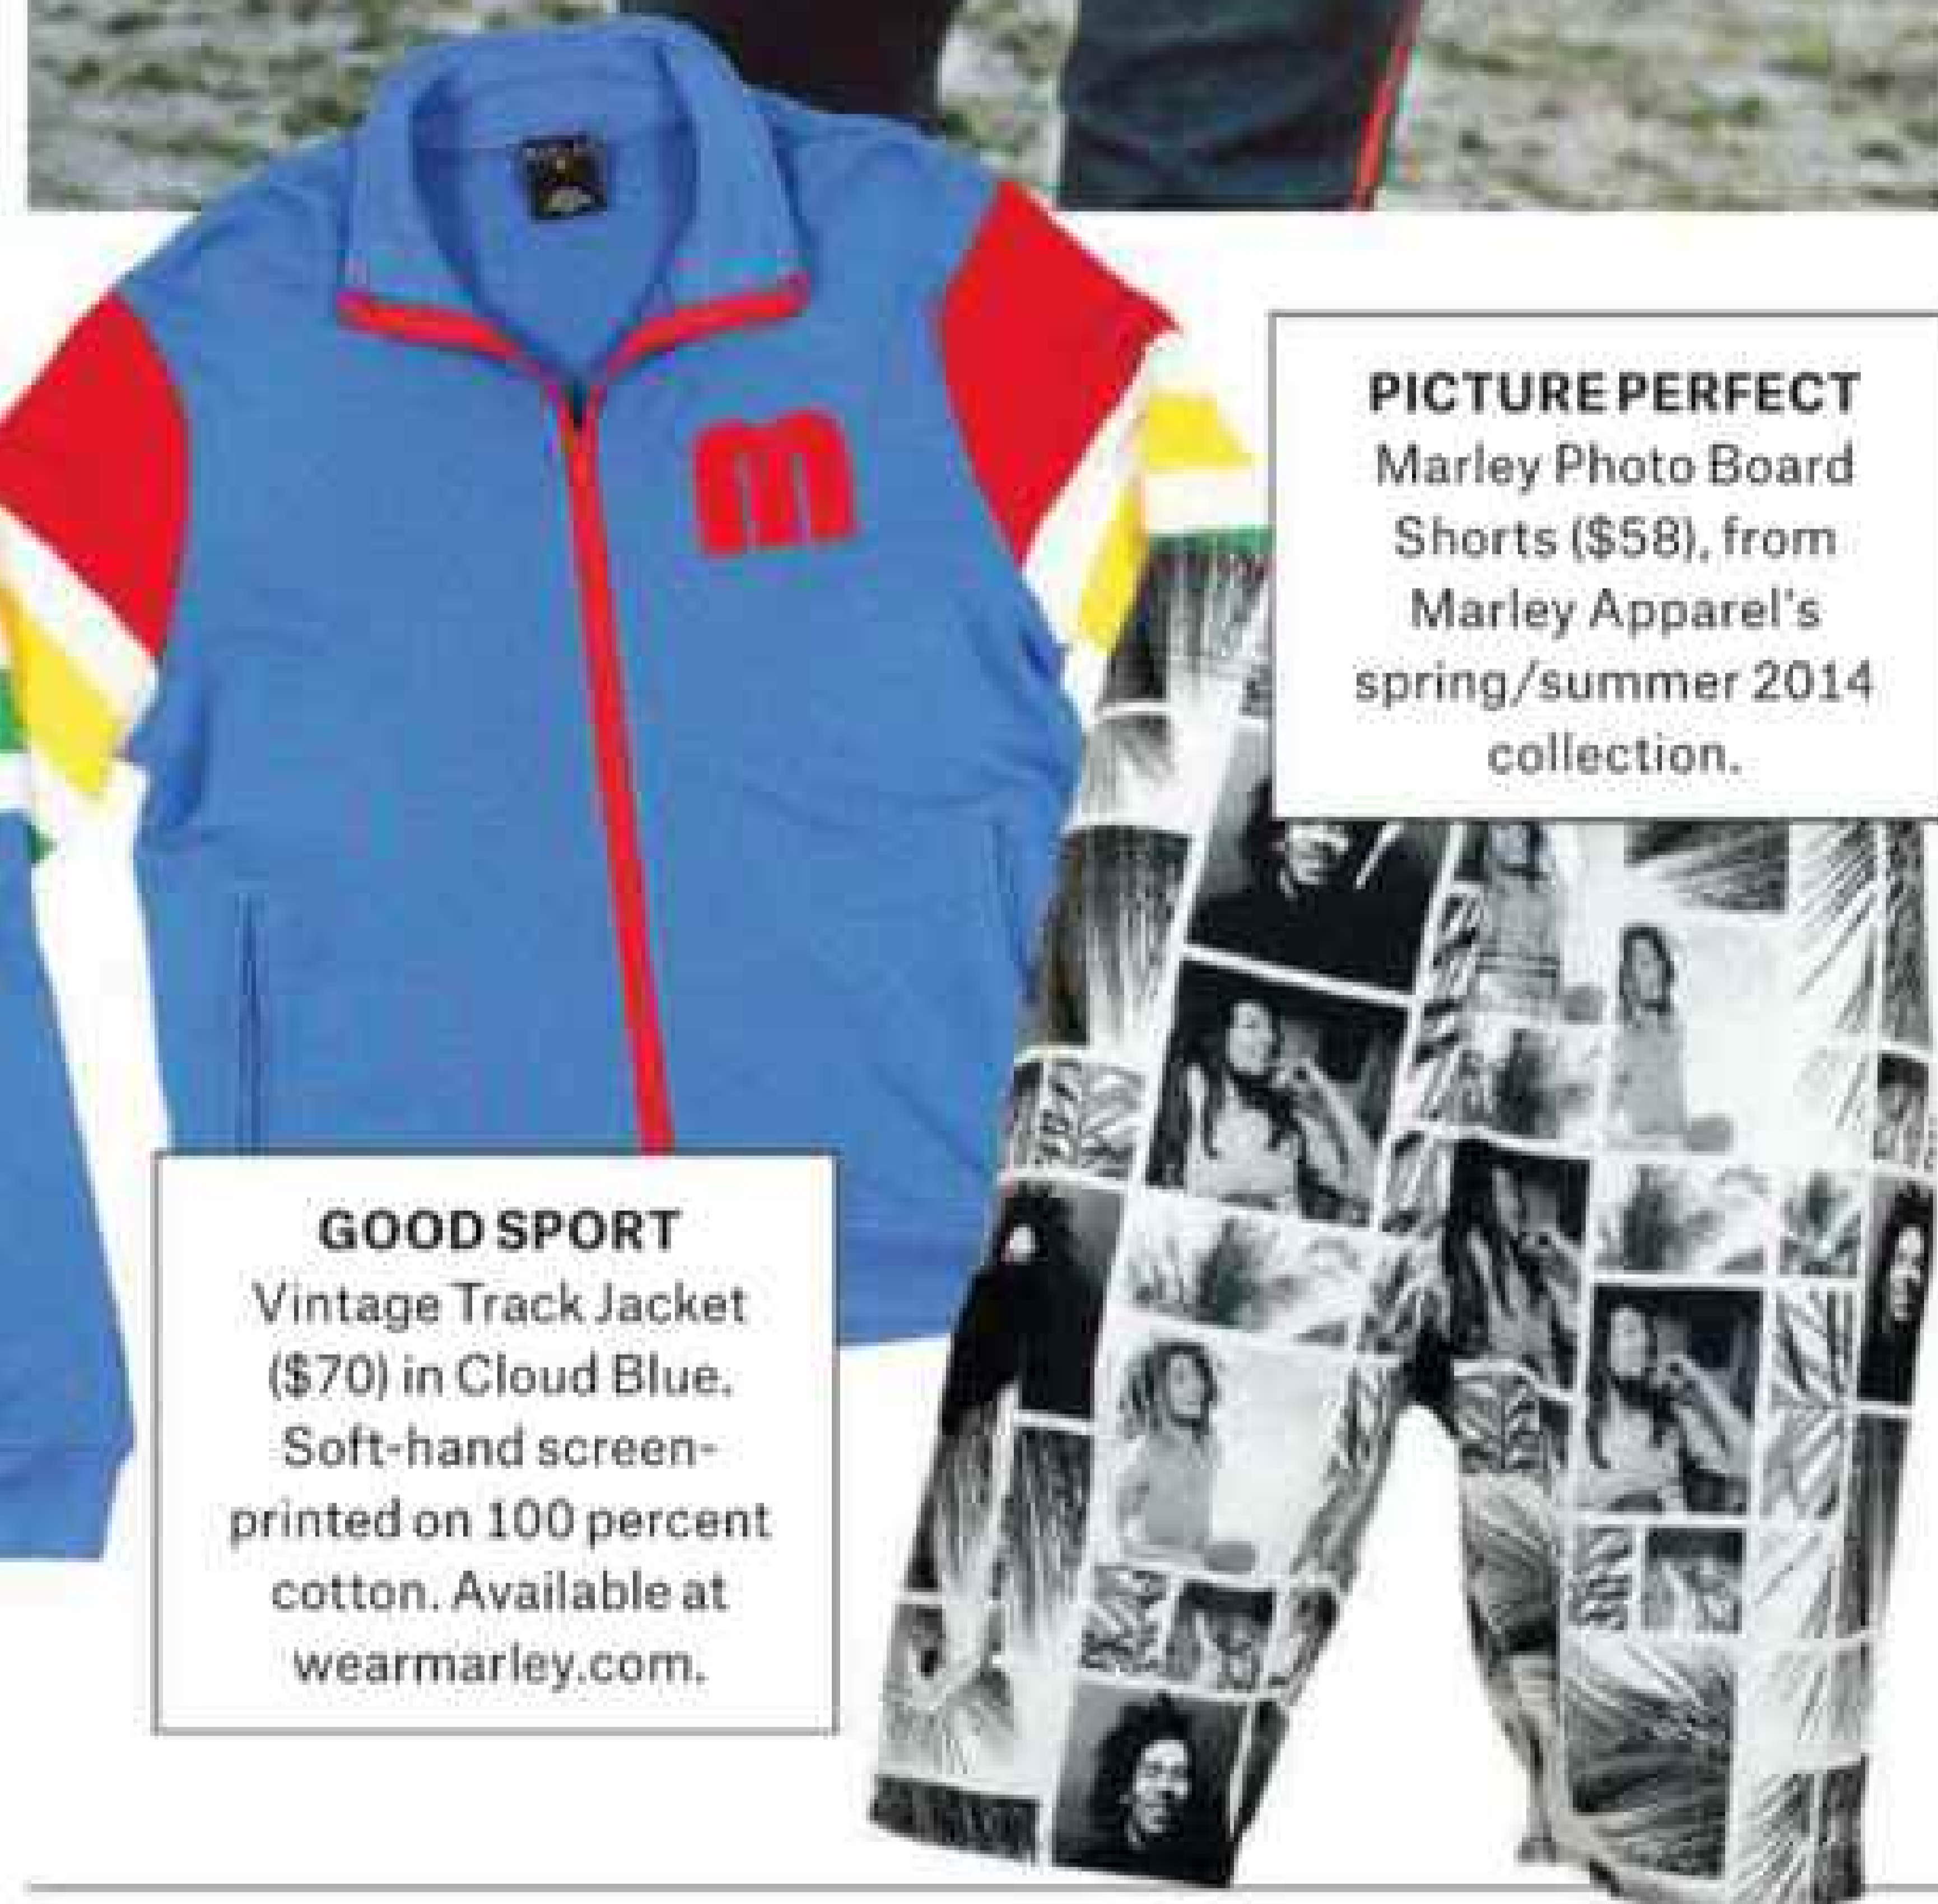 m
PICTURE PERFECT
Marley Photo Board
Shorts ($58), from
Marley Apparel's
spring/summer 2014
collection.
GOOD SPORT
Vintage Track Jacket
($70) in Cloud Blue.
Soft-hand screen-
printed on 100 percent
cotton. Available at
wearmarley.com.